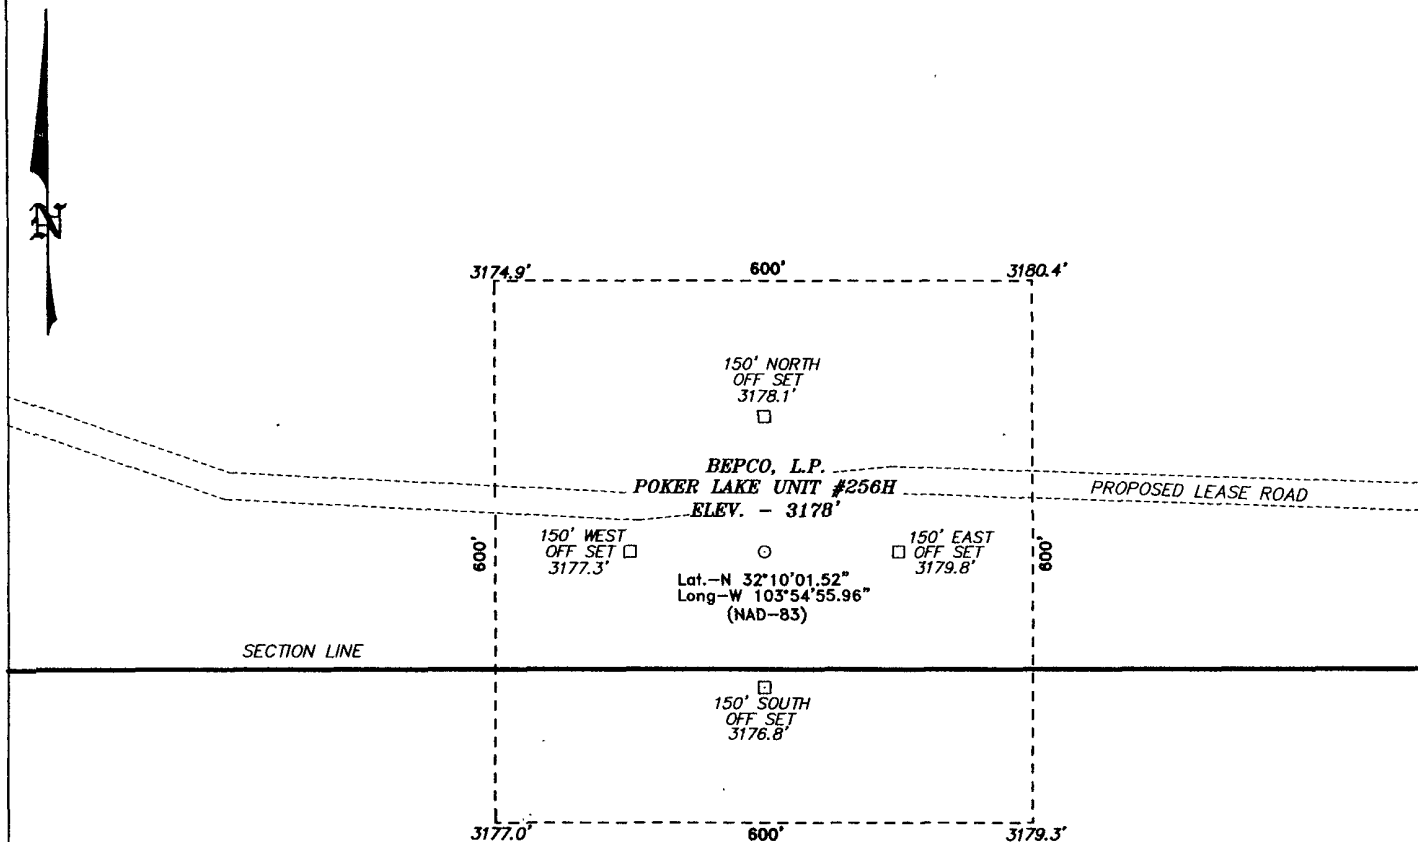 N
3174.9'
600'
3180.4'
150' NORTH
OFF SET
3178.1'
BEPCO, L.P.
POKER LAKE UNIT #256H
ELEV. - 3178'
PROPOSED LEASE ROAD
600'
150' WEST
OFF SET
3177.3'
150' EAST
OFF SET
3179.8'
600'
Lat.-N 32°10'01.52"
Long-W 103°54'55.96"
(NAD-83)
SECTION LINE
150' SOUTH
OFF SET
3176.8'
3177.0'
600'
3179.3'